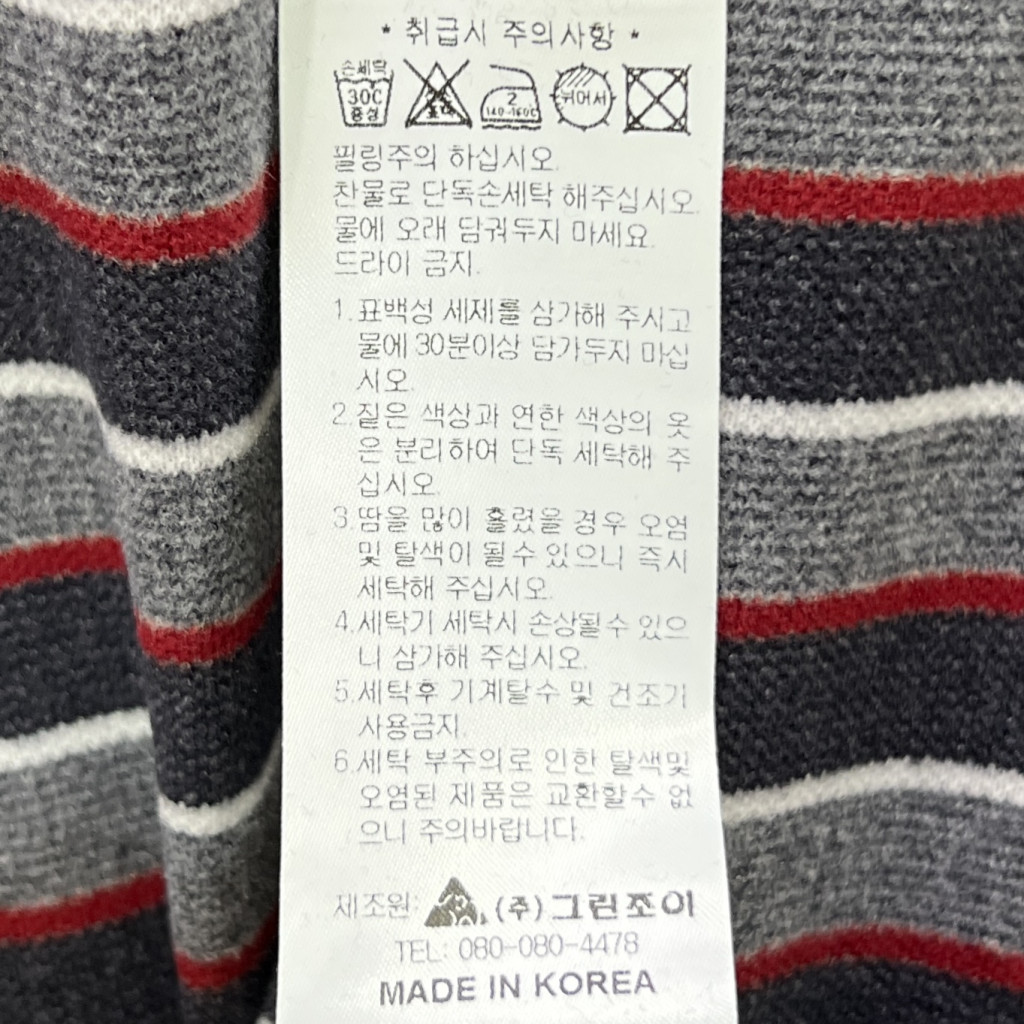 * 취급시 주의사항 *
손세탁
30C
중성
2
140-160C
뉘어서
필링주의 하십시오.
찬물로 단독손세탁 해주십시오.
물에 오래 담궈두지 마세요.
드라이 금지.
1. 표백성 세제를 삼가해 주시고
물에 30분이상 담가두지 마십
시오.
2. 짙은 색상과 연한 색상의 옷
은 분리하여 단독 세탁해 주
십시오.
3. 땀을 많이 흘렸을 경우 오염
및 탈색이 될수 있으니 즉시
세탁해 주십시오.
4. 세탁기 세탁시 손상될수 있으
니 삼가해 주십시오.
5. 세탁후 기계탈수 및 건조기
사용금지.
6. 세탁 부주의로 인한 탈색및
오염된 제품은 교환할수 없
으니 주의바랍니다.
제조원: (주)그린조이
TEL: 080-080-4478
MADE IN KOREA